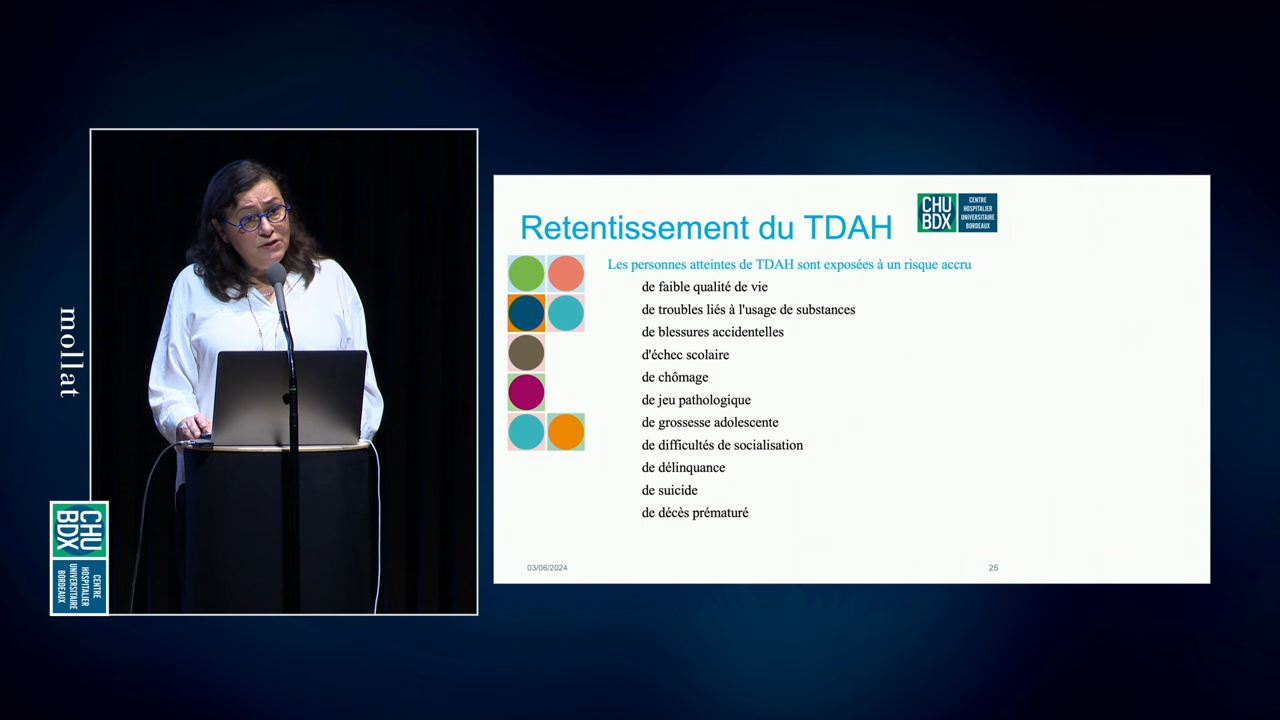 mollat
CHU
BDX
CENTRE
HOSPITALIER
UNIVERSITAIRE
BORDEAUX
Retentissement du TDAH
CHU
BDX
CENTRE
HOSPITALIER
UNIVERSITAIRE
BORDEAUX
Les personnes atteintes de TDAH sont exposées à un risque accru
de faible qualité de vie
de troubles liés à l'usage de substances
de blessures accidentelles
d'échec scolaire
de chômage
de jeu pathologique
de grossesse adolescente
de difficultés de socialisation
de délinquance
de suicide
de décès prématuré
03/06/2024
25